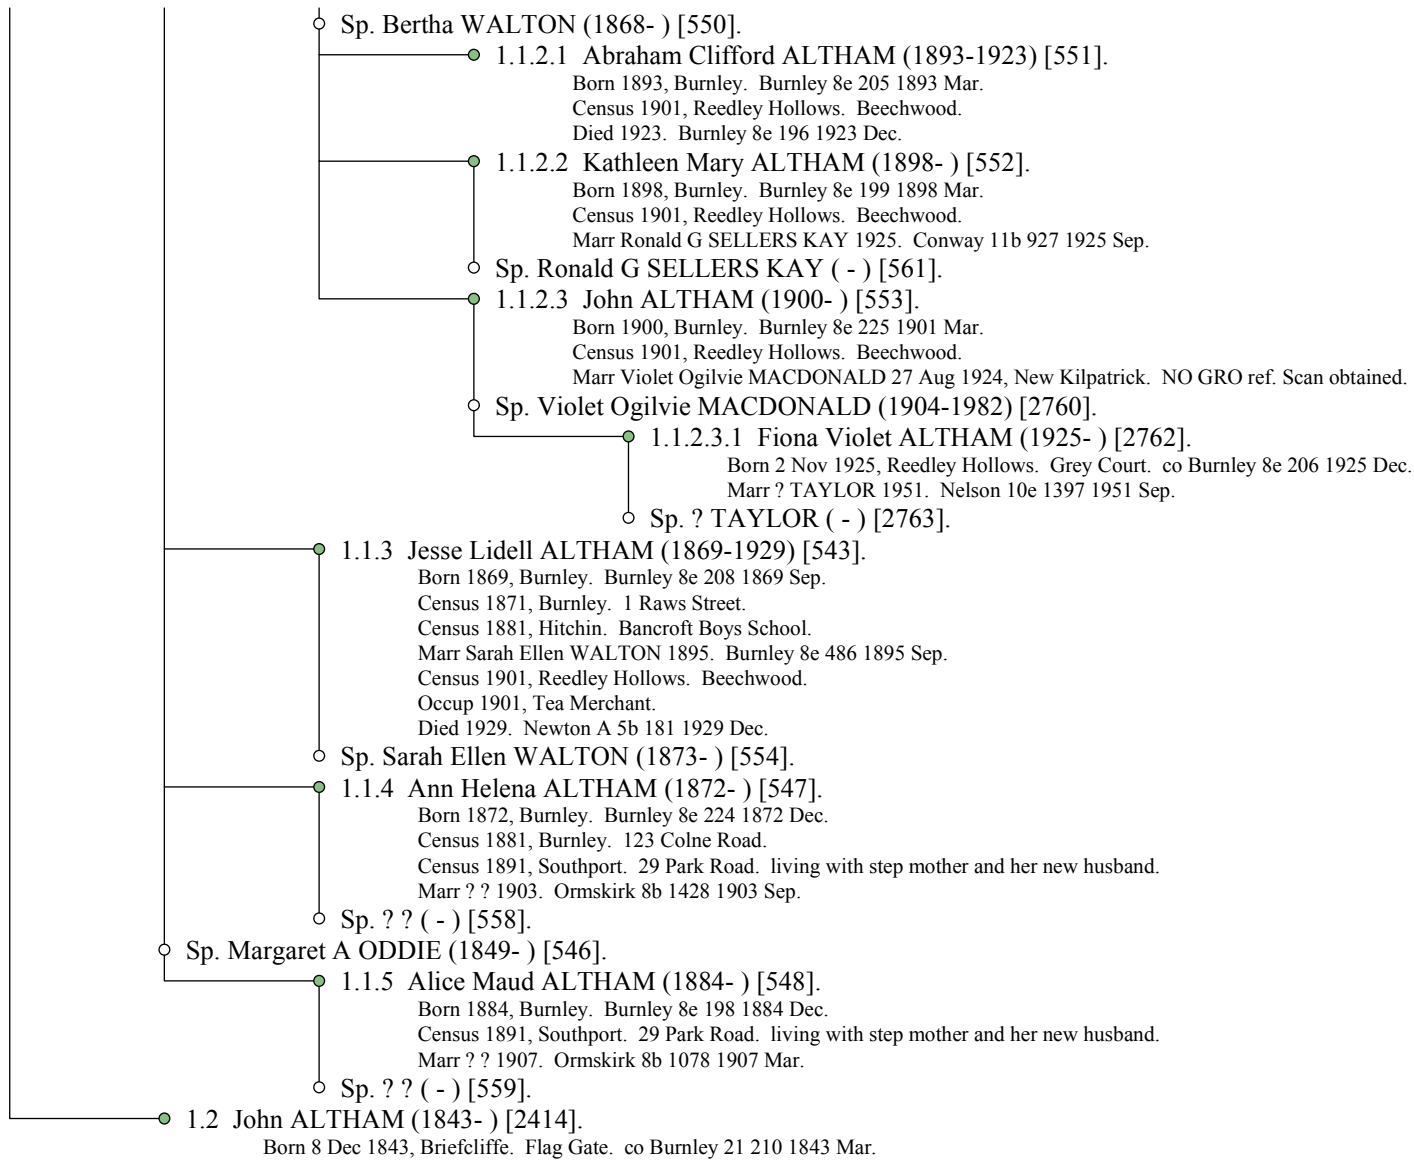 Sp. Bertha WALTON (1868- ) [550].
1.1.2.1 Abraham Clifford ALTHAM (1893-1923) [551].
Born 1893, Burnley. Burnley 8e 205 1893 Mar.
Census 1901, Reedley Hollows. Beechwood.
Died 1923. Burnley 8e 196 1923 Dec.
1.1.2.2 Kathleen Mary ALTHAM (1898- ) [552].
Born 1898, Burnley. Burnley 8e 199 1898 Mar.
Census 1901, Reedley Hollows. Beechwood.
Marr Ronald G SELLERS KAY 1925. Conway 11b 927 1925 Sep.
Sp. Ronald G SELLERS KAY ( - ) [561].
1.1.2.3 John ALTHAM (1900- ) [553].
Born 1900, Burnley. Burnley 8e 225 1901 Mar.
Census 1901, Reedley Hollows. Beechwood.
Marr Violet Ogilvie MACDONALD 27 Aug 1924, New Kilpatrick. NO GRO ref. Scan obtained.
Sp. Violet Ogilvie MACDONALD (1904-1982) [2760].
1.1.2.3.1 Fiona Violet ALTHAM (1925- ) [2762].
Born 2 Nov 1925, Reedley Hollows. Grey Court. co Burnley 8e 206 1925 Dec.
Marr ? TAYLOR 1951. Nelson 10e 1397 1951 Sep.
Sp. ? TAYLOR ( - ) [2763].
1.1.3 Jesse Lidell ALTHAM (1869-1929) [543].
Born 1869, Burnley. Burnley 8e 208 1869 Sep.
Census 1871, Burnley. 1 Raws Street.
Census 1881, Hitchin. Bancroft Boys School.
Marr Sarah Ellen WALTON 1895. Burnley 8e 486 1895 Sep.
Census 1901, Reedley Hollows. Beechwood.
Occup 1901, Tea Merchant.
Died 1929. Newton A 5b 181 1929 Dec.
Sp. Sarah Ellen WALTON (1873- ) [554].
1.1.4 Ann Helena ALTHAM (1872- ) [547].
Born 1872, Burnley. Burnley 8e 224 1872 Dec.
Census 1881, Burnley. 123 Colne Road.
Census 1891, Southport. 29 Park Road. living with step mother and her new husband.
Marr ? ? 1903. Ormskirk 8b 1428 1903 Sep.
Sp. ? ? ( - ) [558].
Sp. Margaret A ODDIE (1849- ) [546].
1.1.5 Alice Maud ALTHAM (1884- ) [548].
Born 1884, Burnley. Burnley 8e 198 1884 Dec.
Census 1891, Southport. 29 Park Road. living with step mother and her new husband.
Marr ? ? 1907. Ormskirk 8b 1078 1907 Mar.
Sp. ? ? ( - ) [559].
1.2 John ALTHAM (1843- ) [2414].
Born 8 Dec 1843, Briefcliffe. Flag Gate. co Burnley 21 210 1843 Mar.